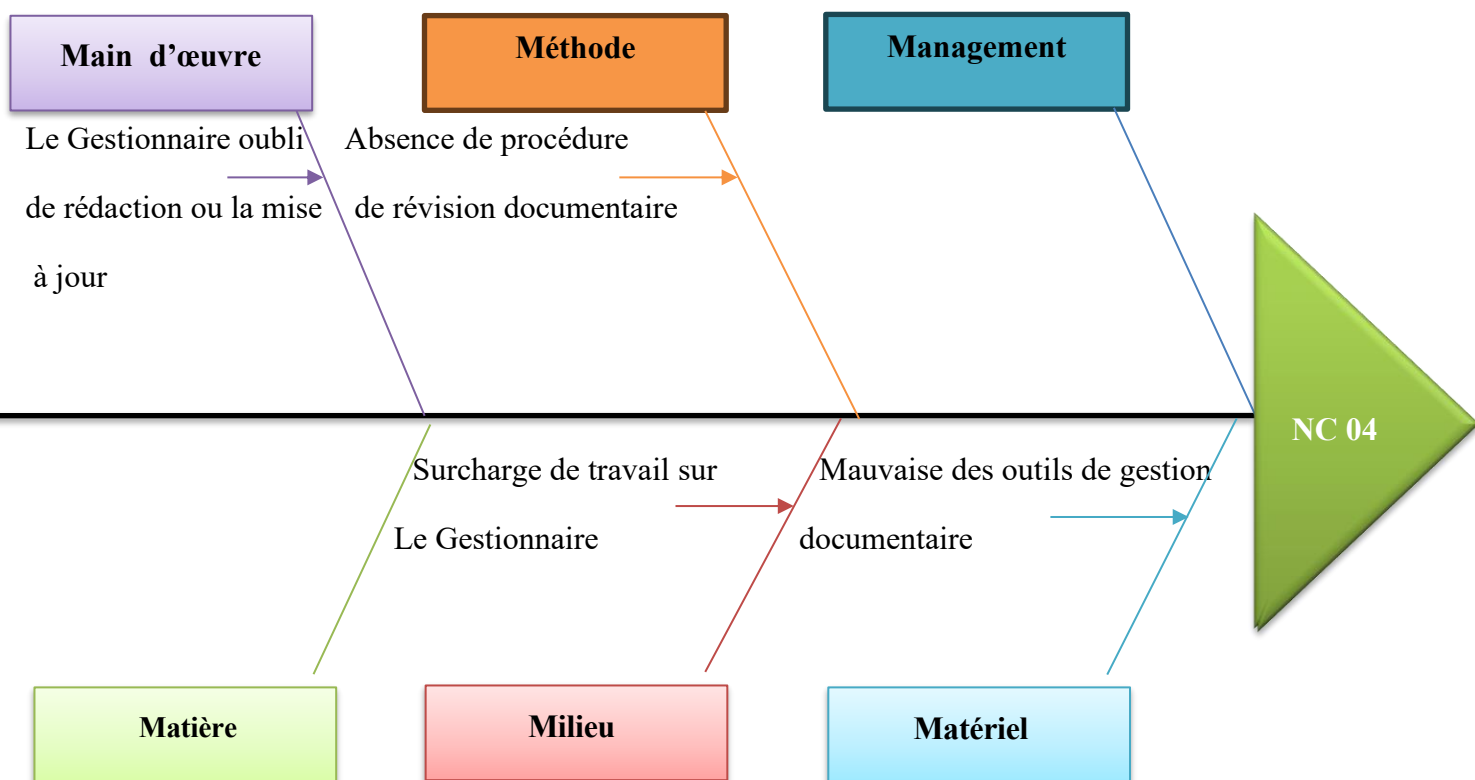 Main d’œuvre
Méthode
Management
Le Gestionnaire oubli
de rédaction ou la mise
à jour
Absence de procédure
de révision documentaire
NC 04
Surcharge de travail sur
Le Gestionnaire
Mauvaise des outils de gestion
documentaire
Matière
Milieu
Matériel